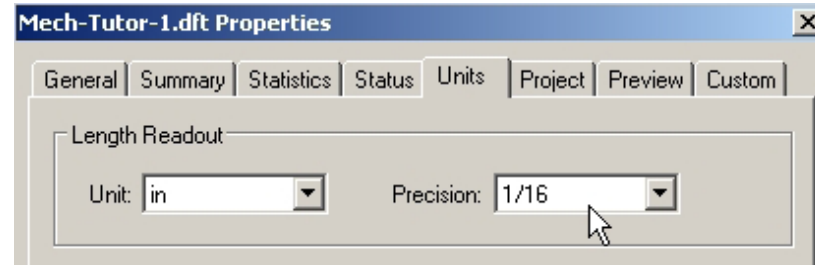 Mech-Tutor-1.dft Properties
General Summary Statistics Status Units Project Preview Custom
Length Readout
Unit: in Precision: 1/16